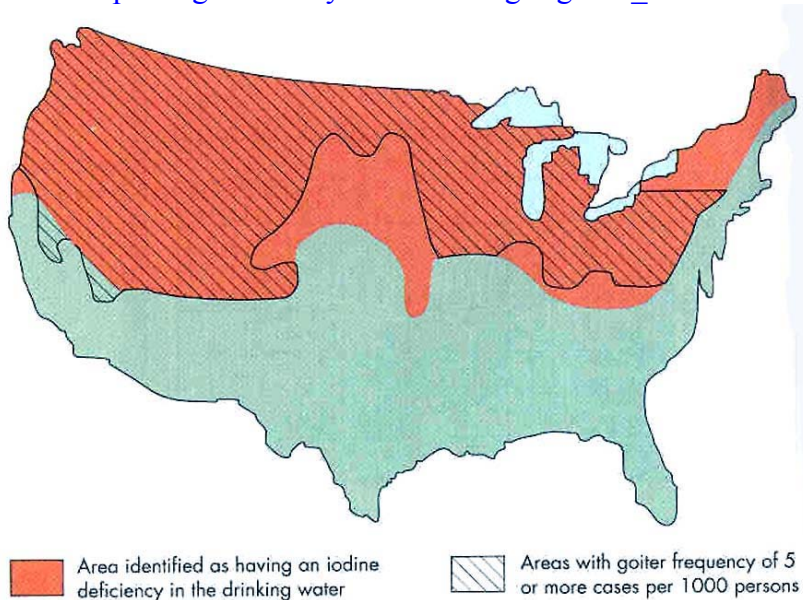 Area identified as having an iodine
deficiency in the drinking water
Areas with goiter frequency of 5
or more cases per 1000 persons